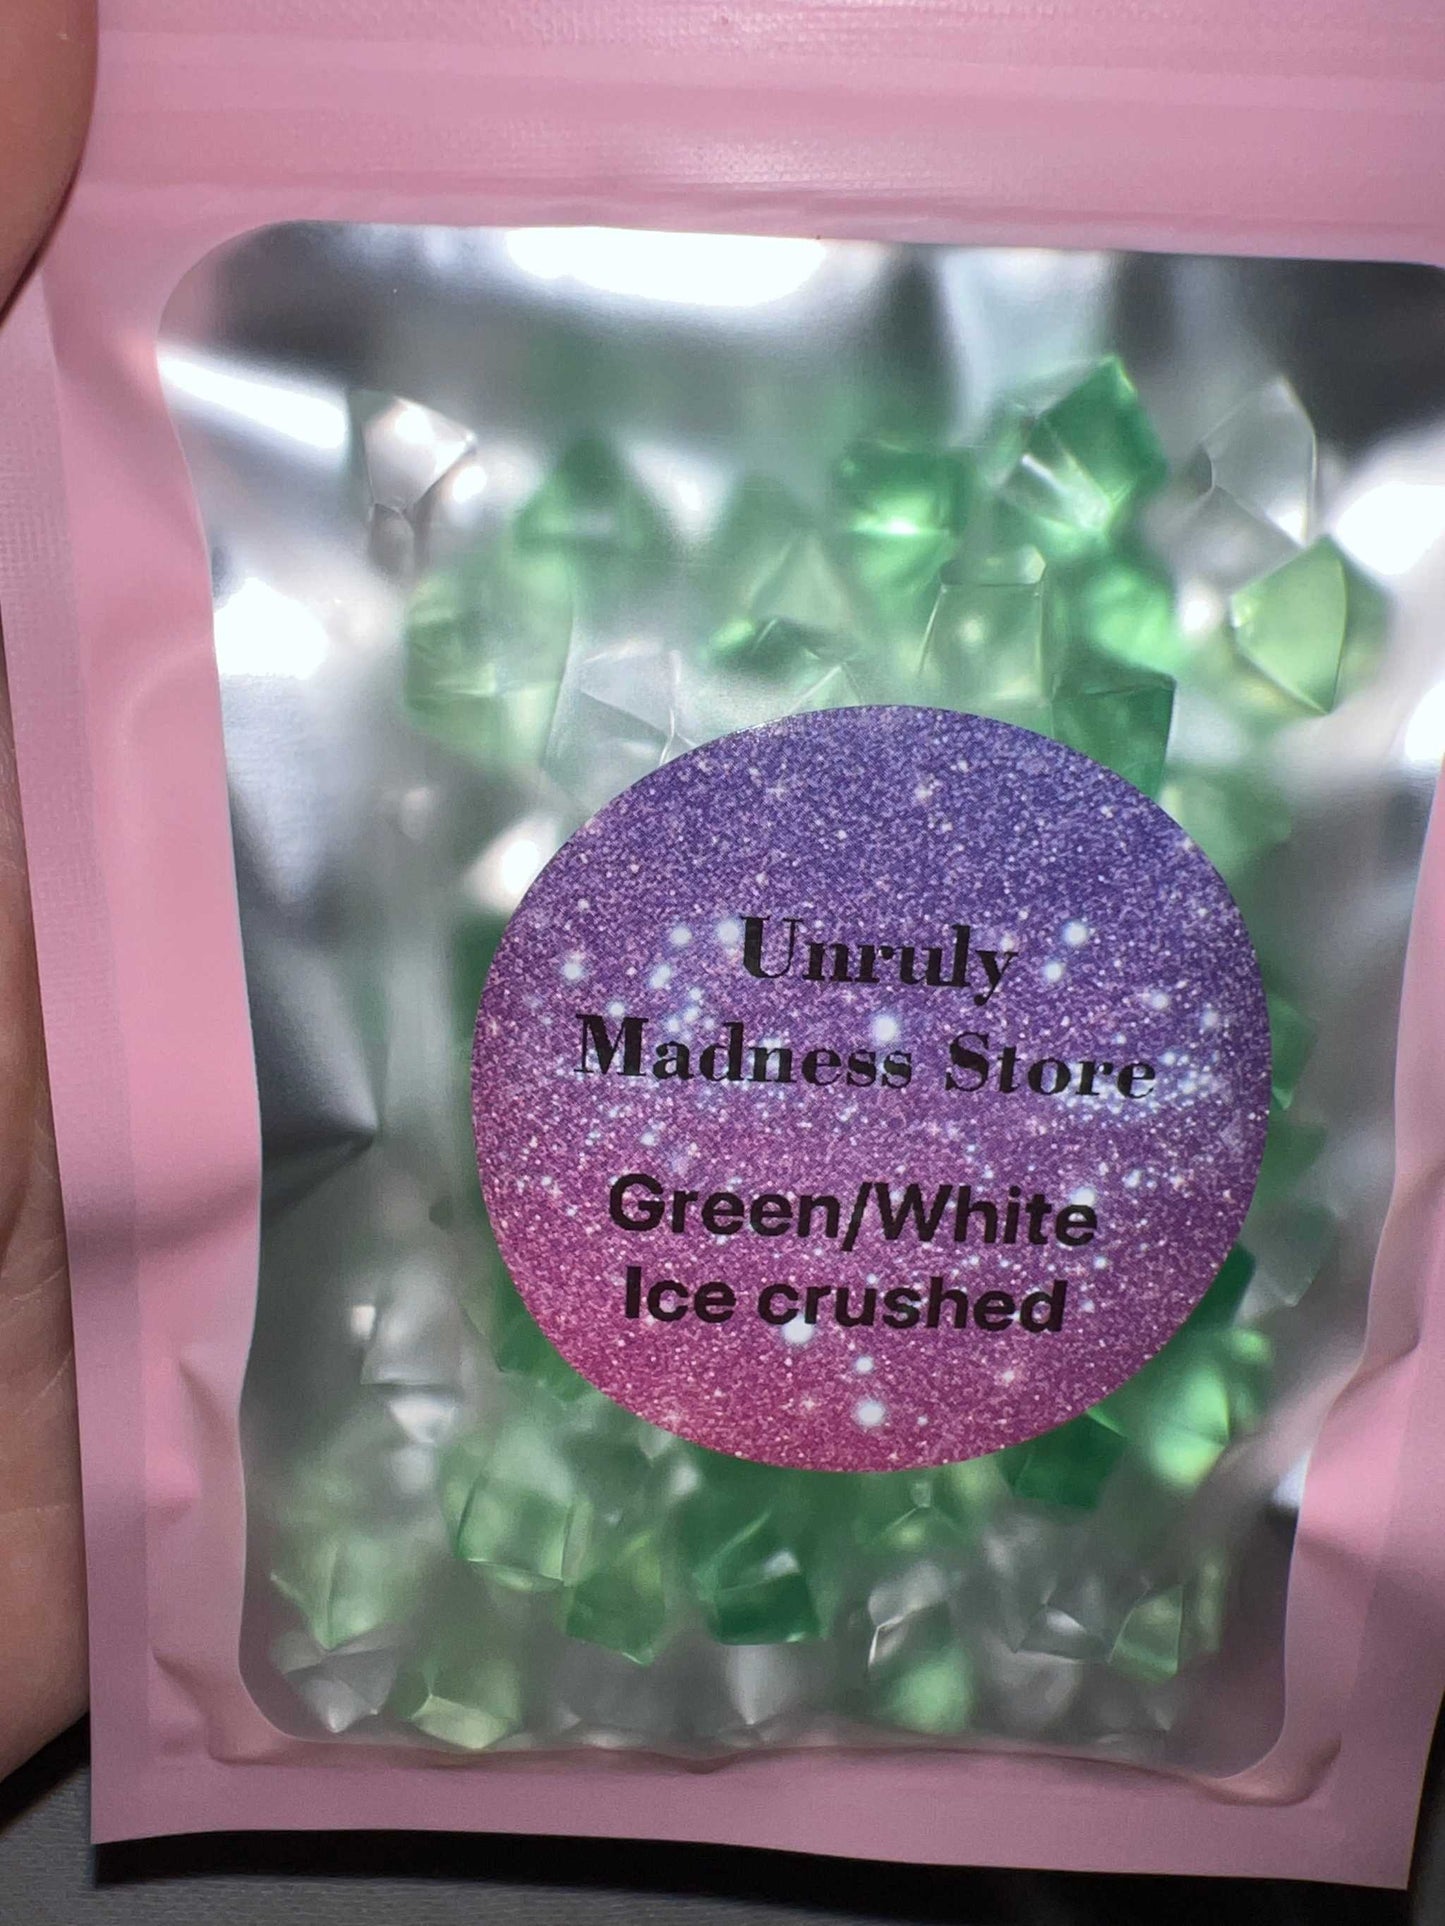 Unruly
Madness Store
Green/White
Ice crushed